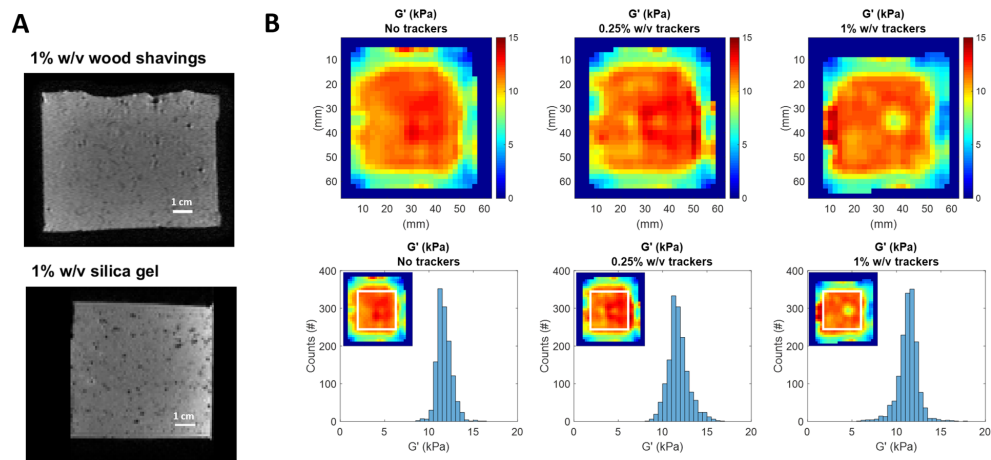 A
1% w/v wood shavings
1 cm
1% w/v silica gel
1 cm
B
G' (kPa)
No trackers
15
10
5
0
10
20
30
40
50
60
(mm)
10 20 30 40 50 60
(mm)
G' (kPa)
0.25% w/v trackers
15
10
5
0
10
20
30
40
50
60
(mm)
10 20 30 40 50 60
(mm)
G' (kPa)
1% w/v trackers
15
10
5
0
10
20
30
40
50
60
(mm)
10 20 30 40 50 60
(mm)
G' (kPa)
No trackers
400
300
200
100
0
Counts (#)
0 5 10 15 20
G' (kPa)
G' (kPa)
0.25% w/v trackers
400
300
200
100
0
Counts (#)
0 5 10 15 20
G' (kPa)
G' (kPa)
1% w/v trackers
400
300
200
100
0
Counts (#)
0 5 10 15 20
G' (kPa)